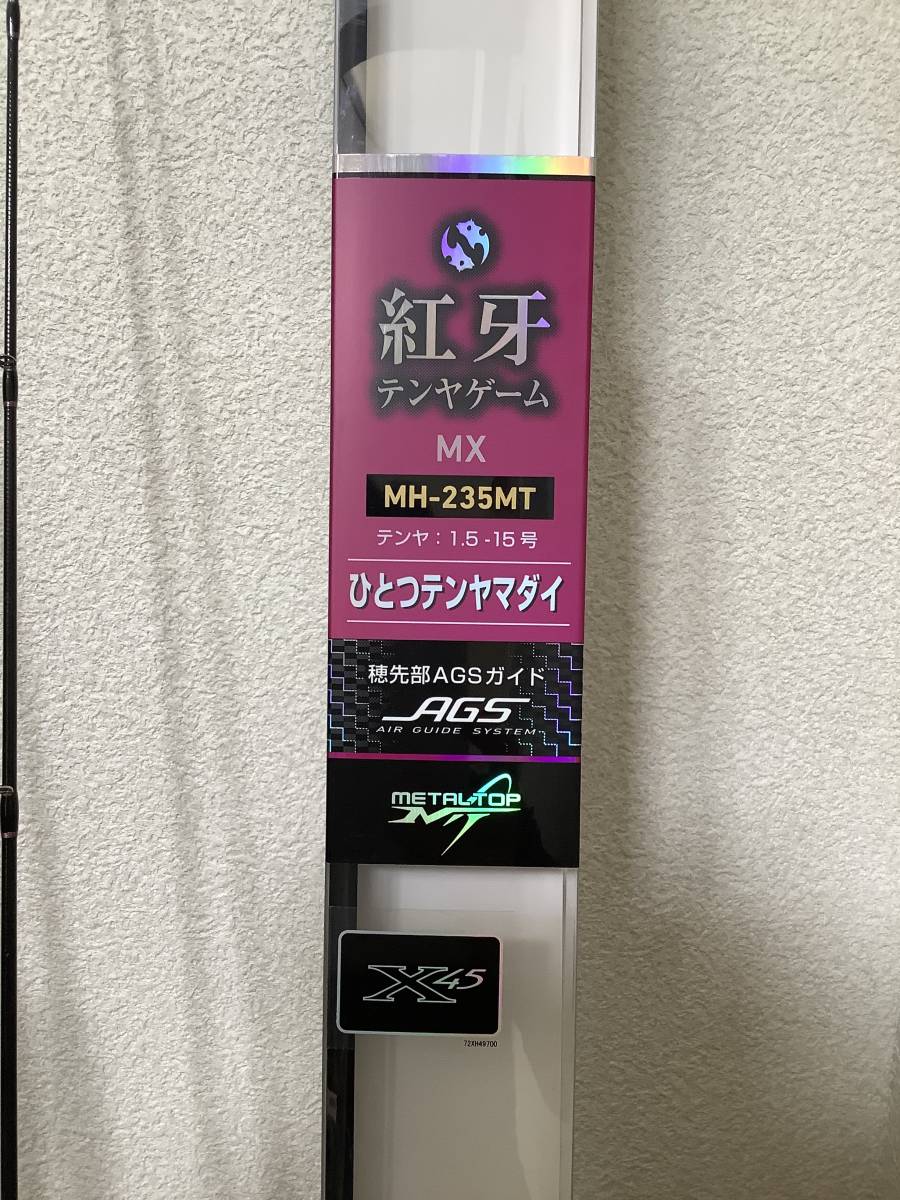 紅牙
テンヤゲーム
MX
MH-235MT
テンヤ：1.5-15号
ひとつテンヤマダイ
穂先部AGSガイド
AGS
AIR GUIDE SYSTEM
METAL TOP
MT
X45
72XH49700